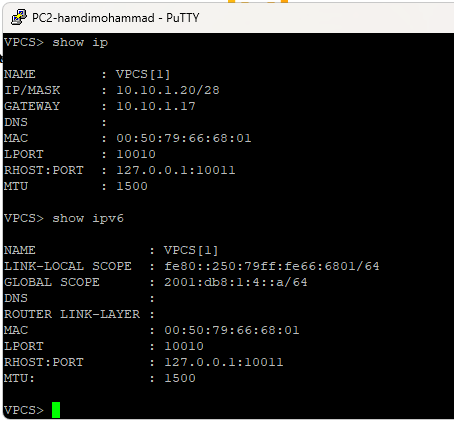 PC2-hamdimohammad - PuTTY
VPCS> show ip
NAME : VPCS[1]
IP/MASK : 10.10.1.20/28
GATEWAY : 10.10.1.17
DNS :
MAC : 00:50:79:66:68:01
LPORT : 10010
RHOST:PORT : 127.0.0.1:10011
MTU : 1500
VPCS> show ipv6
NAME : VPCS[1]
LINK-LOCAL SCOPE : fe80::250:79ff:fe66:6801/64
GLOBAL SCOPE : 2001:db8:1:4::a/64
DNS :
ROUTER LINK-LAYER :
MAC : 00:50:79:66:68:01
LPORT : 10010
RHOST:PORT : 127.0.0.1:10011
MTU: : 1500
VPCS>